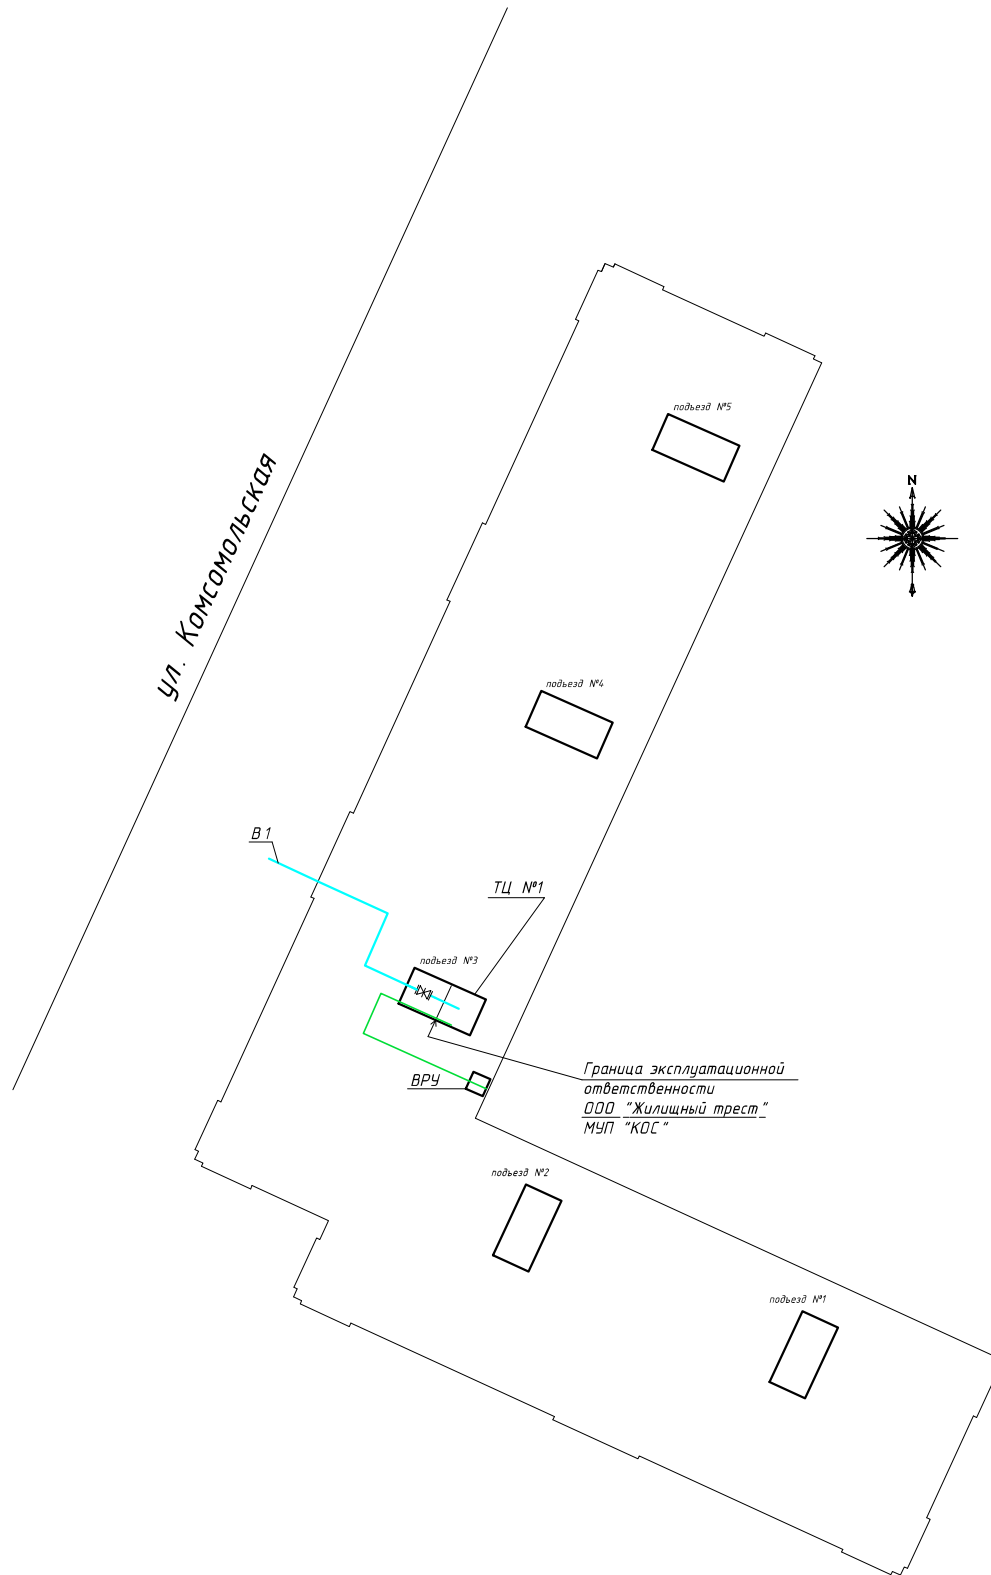 подъезд №5
N
ул. Комсомольская
подъезд №4
В1
ТЦ №1
подъезд №3
Граница эксплуатационной
ответственности
ООО "Жилищный трест"
МУП "КОС"
ВРУ
подъезд №2
подъезд №1